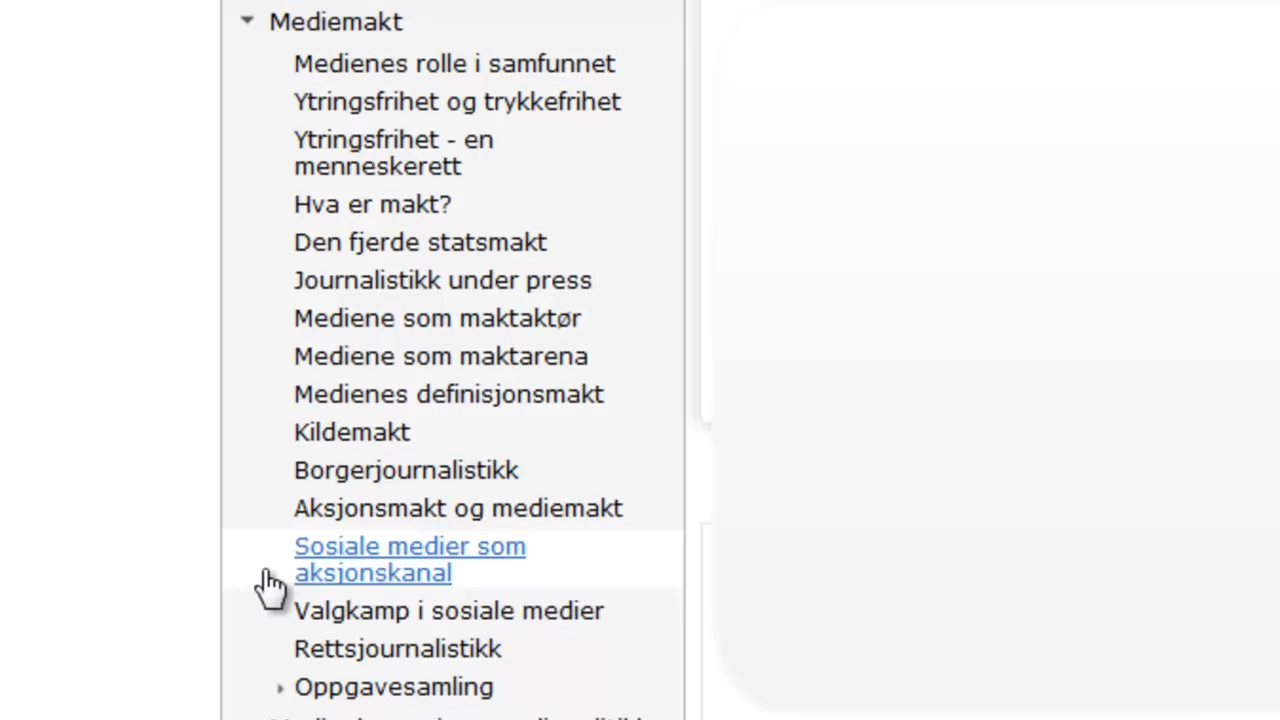 Mediemakt
Medienes rolle i samfunnet
Ytringsfrihet og trykkefrihet
Ytringsfrihet - en
menneskerett
Hva er makt?
Den fjerde statsmakt
Journalistikk under press
Mediene som maktaktør
Mediene som maktarena
Medienes definisjonsmakt
Kildemakt
Borgerjournalistikk
Aksjonsmakt og mediemakt
Sosiale medier som
aksjonskanal
Valgkamp i sosiale medier
Rettsjournalistikk
Oppgavesamling